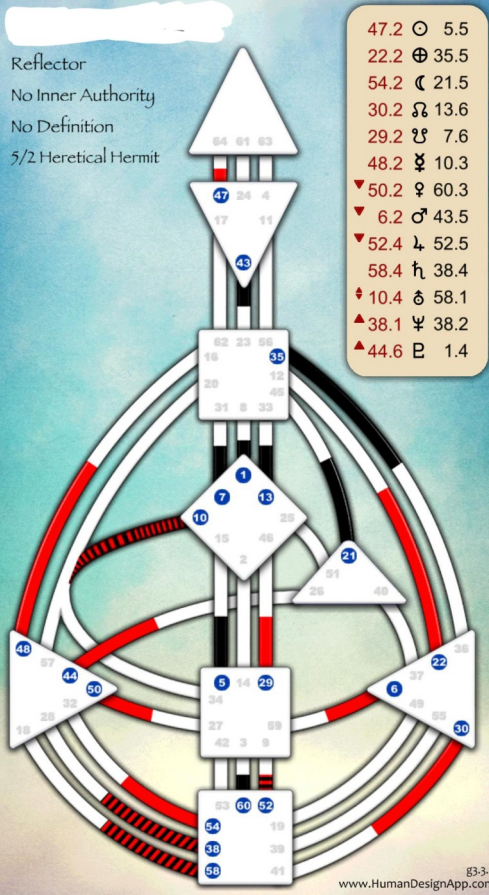 Reflector
No Inner Authority
No Definition
5/2 Heretical Hermit
47.2 ☉ 5.5
22.2 ⊕ 35.5
54.2 ☾ 21.5
30.2 ☊ 13.6
29.2 ☋ 7.6
48.2 ☿ 10.3
▼ 50.2 ♀ 60.3
▼ 6.2 ♂ 43.5
▼ 52.4 ♃ 52.5
58.4 ♄ 38.4
10.4 ⛢ 58.1
▲ 38.1 ♆ 38.2
▲ 44.6 ♇ 1.4
64 61 63
47 24 4
17 11
43
62 23 56
16 35
20 12
45
31 8 33
1
7 13
10 25
15 46
2
21
51
26 40
48 36
57 22
44 37
50 6
32 49
28 55
18 30
5 14 29
34
27 59
42 3 9
53 60 52
54 19
38 39
58 41
g3-3-
www.HumanDesignApp.com